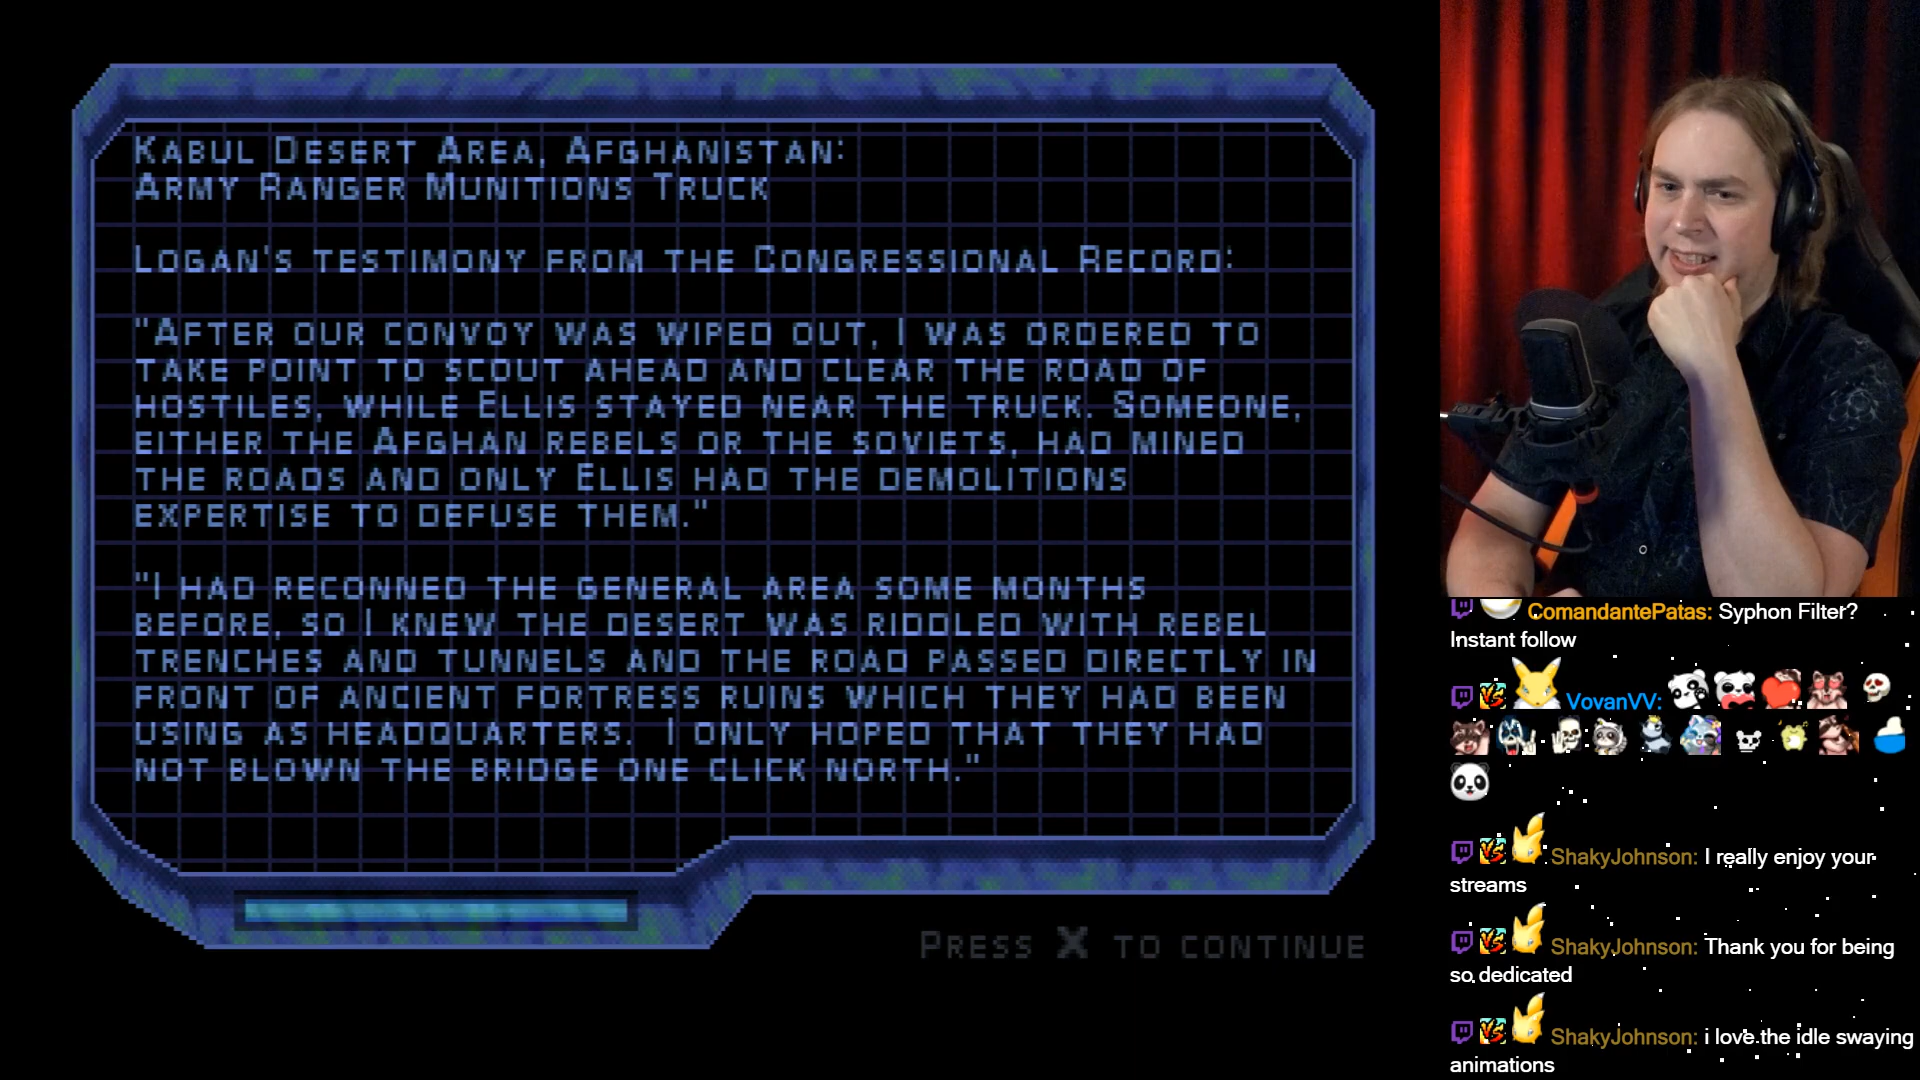 Kabul Desert Area, Afghanistan:
Army Ranger Munitions Truck
Logan's testimony from the Congressional Record:
"After our convoy was wiped out, I was ordered to
take point to scout ahead and clear the road of
hostiles, while Ellis stayed near the truck. Someone,
either the Afghan rebels or the Soviets, had mined
the roads and only Ellis had the demolitions
expertise to defuse them."
"I had reconned the general area some months
before, so I knew the desert was riddled with rebel
trenches and tunnels and the road passed directly in
front of ancient fortress ruins which they had been
using as headquarters. I only hoped that they had
not blown the bridge one click north."
Press X to continue
ComandantePatas: Syphon Filter?
Instant follow
VS VovanVV:
VS ShakyJohnson: I really enjoy your
streams
VS ShakyJohnson: Thank you for being
so dedicated
VS ShakyJohnson: i love the idle swaying
animations